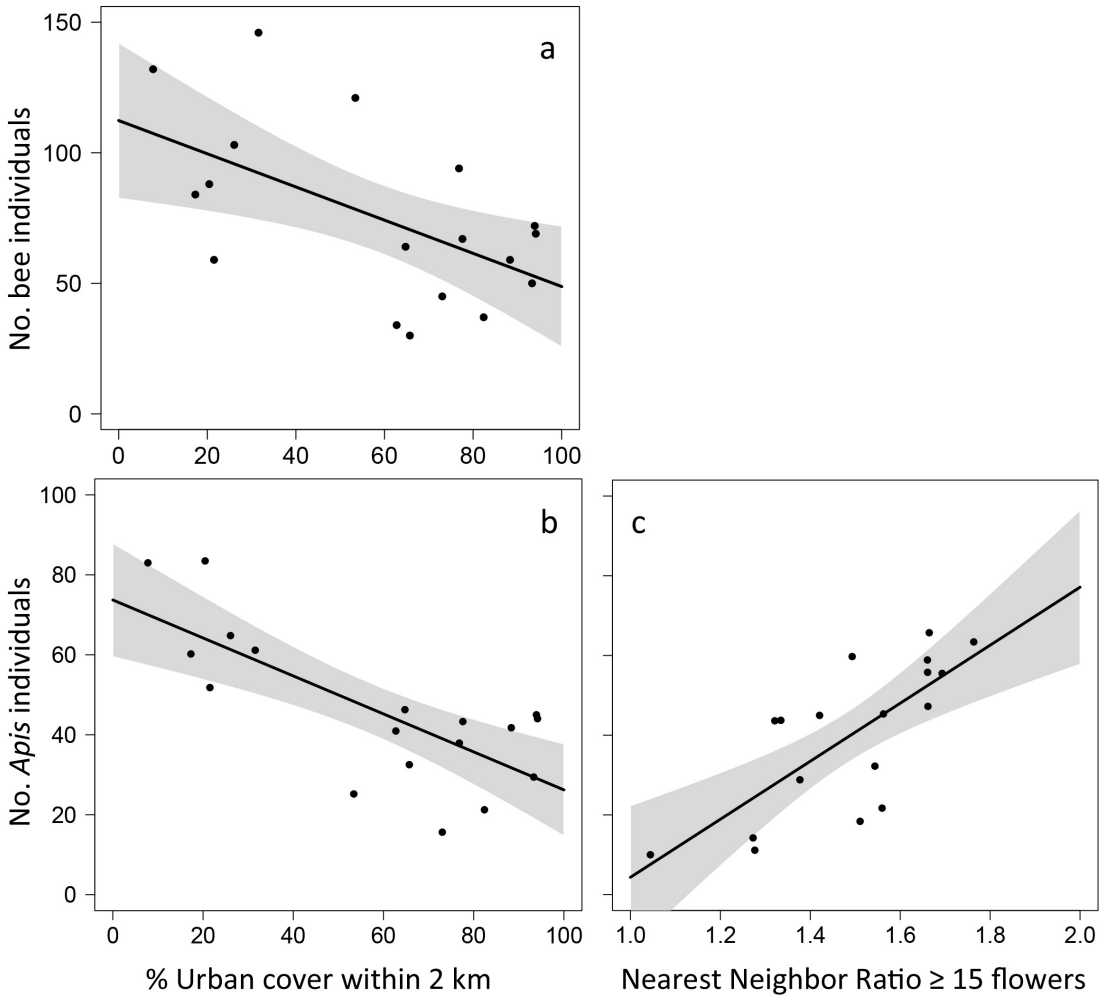 150
100
50
0
No. bee individuals
a
0 20 40 60 80 100
100
80
60
40
20
0
No. Apis individuals
b
0 20 40 60 80 100
% Urban cover within 2 km
c
1.0 1.2 1.4 1.6 1.8 2.0
Nearest Neighbor Ratio ≥ 15 flowers